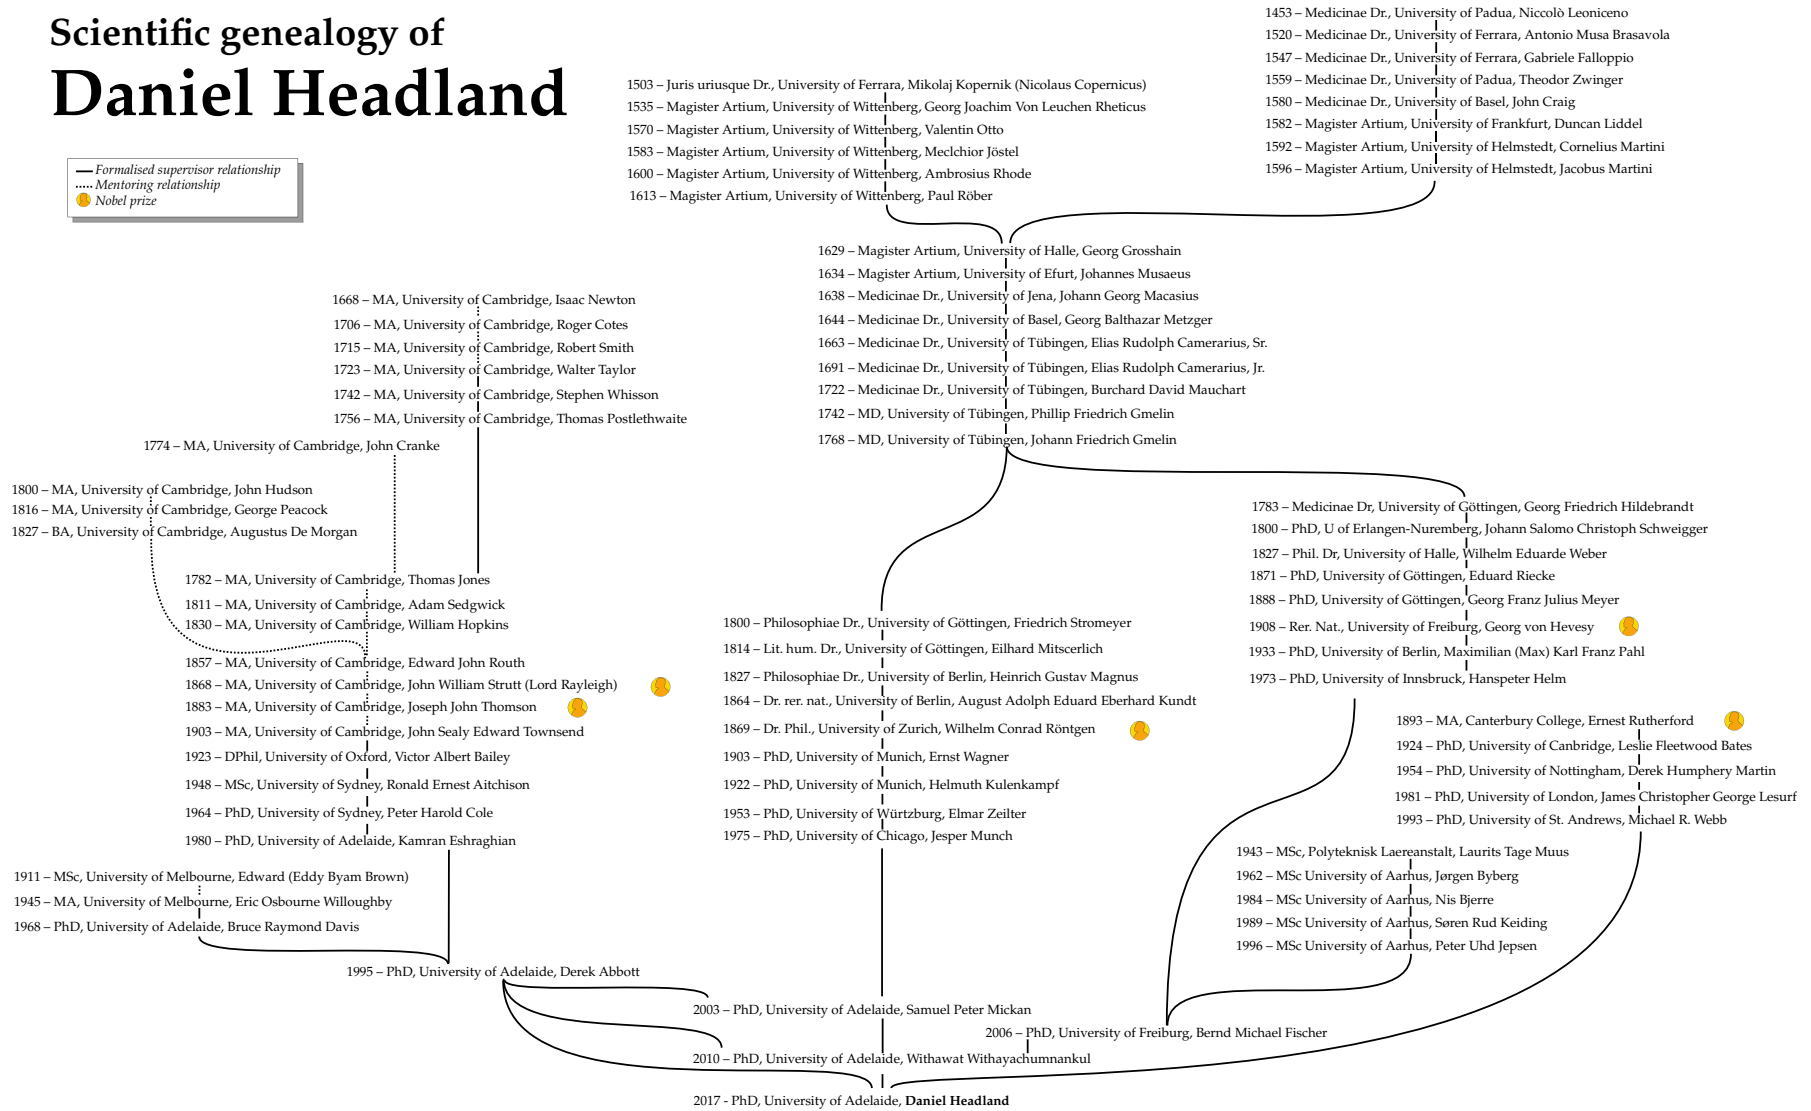 Scientific genealogy of
Daniel Headland
Formalised supervisor relationship
Mentoring relationship
Nobel prize
1453 – Medicinae Dr., University of Padua, Niccolò Leoniceno
1520 – Medicinae Dr., University of Ferrara, Antonio Musa Brasavola
1547 – Medicinae Dr., University of Ferrara, Gabriele Falloppio
1559 – Medicinae Dr., University of Padua, Theodor Zwinger
1580 – Medicinae Dr., University of Basel, John Craig
1582 – Magister Artium, University of Frankfurt, Duncan Liddel
1592 – Magister Artium, University of Helmstedt, Cornelius Martini
1596 – Magister Artium, University of Helmstedt, Jacobus Martini
1503 – Juris uriusque Dr., University of Ferrara, Mikolaj Kopernik (Nicolaus Copernicus)
1535 – Magister Artium, University of Wittenberg, Georg Joachim Von Leuchen Rheticus
1570 – Magister Artium, University of Wittenberg, Valentin Otto
1583 – Magister Artium, University of Wittenberg, Meclchior Jöstel
1600 – Magister Artium, University of Wittenberg, Ambrosius Rhode
1613 – Magister Artium, University of Wittenberg, Paul Röber
1629 – Magister Artium, University of Halle, Georg Grosshain
1634 – Magister Artium, University of Efurt, Johannes Musaeus
1638 – Medicinae Dr., University of Jena, Johann Georg Macasius
1644 – Medicinae Dr., University of Basel, Georg Balthazar Metzger
1663 – Medicinae Dr., University of Tübingen, Elias Rudolph Camerarius, Sr.
1691 – Medicinae Dr., University of Tübingen, Elias Rudolph Camerarius, Jr.
1722 – Medicinae Dr., University of Tübingen, Burchard David Mauchart
1742 – MD, University of Tübingen, Phillip Friedrich Gmelin
1768 – MD, University of Tübingen, Johann Friedrich Gmelin
1668 – MA, University of Cambridge, Isaac Newton
1706 – MA, University of Cambridge, Roger Cotes
1715 – MA, University of Cambridge, Robert Smith
1723 – MA, University of Cambridge, Walter Taylor
1742 – MA, University of Cambridge, Stephen Whisson
1756 – MA, University of Cambridge, Thomas Postlethwaite
1774 – MA, University of Cambridge, John Cranke
1800 – MA, University of Cambridge, John Hudson
1816 – MA, University of Cambridge, George Peacock
1827 – BA, University of Cambridge, Augustus De Morgan
1782 – MA, University of Cambridge, Thomas Jones
1811 – MA, University of Cambridge, Adam Sedgwick
1830 – MA, University of Cambridge, William Hopkins
1857 – MA, University of Cambridge, Edward John Routh
1868 – MA, University of Cambridge, John William Strutt (Lord Rayleigh)
1883 – MA, University of Cambridge, Joseph John Thomson
1903 – MA, University of Cambridge, John Sealy Edward Townsend
1923 – DPhil, University of Oxford, Victor Albert Bailey
1948 – MSc, University of Sydney, Ronald Ernest Aitchison
1964 – PhD, University of Sydney, Peter Harold Cole
1980 – PhD, University of Adelaide, Kamran Eshraghian
1911 – MSc, University of Melbourne, Edward (Eddy Byam Brown)
1945 – MA, University of Melbourne, Eric Osbourne Willoughby
1968 – PhD, University of Adelaide, Bruce Raymond Davis
1995 – PhD, University of Adelaide, Derek Abbott
1800 – Philosophiae Dr., University of Göttingen, Friedrich Stromeyer
1814 – Lit. hum. Dr., University of Göttingen, Eilhard Mitscerlich
1827 – Philosophiae Dr., University of Berlin, Heinrich Gustav Magnus
1864 – Dr. rer. nat., University of Berlin, August Adolph Eduard Eberhard Kundt
1869 – Dr. Phil., University of Zurich, Wilhelm Conrad Röntgen
1903 – PhD, University of Munich, Ernst Wagner
1922 – PhD, University of Munich, Helmuth Kulenkampf
1953 – PhD, University of Würtzburg, Elmar Zeilter
1975 – PhD, University of Chicago, Jesper Munch
1783 – Medicinae Dr, University of Göttingen, Georg Friedrich Hildebrandt
1800 – PhD, U of Erlangen-Nuremberg, Johann Salomo Christoph Schweigger
1827 – Phil. Dr, University of Halle, Wilhelm Eduarde Weber
1871 – PhD, University of Göttingen, Eduard Riecke
1888 – PhD, University of Göttingen, Georg Franz Julius Meyer
1908 – Rer. Nat., University of Freiburg, Georg von Hevesy
1933 – PhD, University of Berlin, Maximilian (Max) Karl Franz Pahl
1973 – PhD, University of Innsbruck, Hanspeter Helm
1893 – MA, Canterbury College, Ernest Rutherford
1924 – PhD, University of Canbridge, Leslie Fleetwood Bates
1954 – PhD, University of Nottingham, Derek Humphery Martin
1981 – PhD, University of London, James Christopher George Lesurf
1993 – PhD, University of St. Andrews, Michael R. Webb
1943 – MSc, Polyteknisk Laereanstalt, Laurits Tage Muus
1962 – MSc University of Aarhus, Jørgen Byberg
1984 – MSc University of Aarhus, Nis Bjerre
1989 – MSc University of Aarhus, Søren Rud Keiding
1996 – MSc University of Aarhus, Peter Uhd Jepsen
2003 – PhD, University of Adelaide, Samuel Peter Mickan
2006 – PhD, University of Freiburg, Bernd Michael Fischer
2010 – PhD, University of Adelaide, Withawat Withayachumnankul
2017 - PhD, University of Adelaide, Daniel Headland